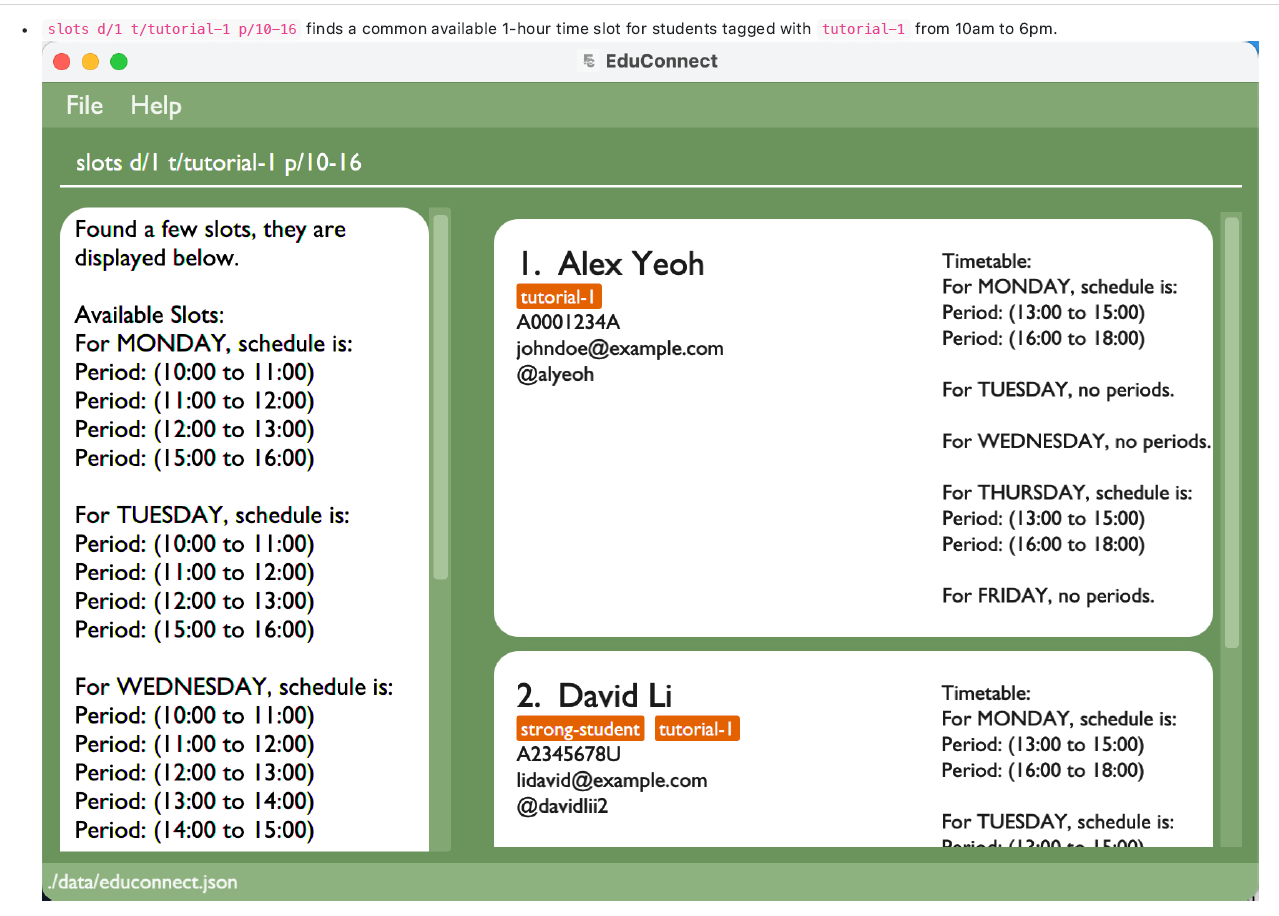 slots d/1 t/tutorial-1 p/10-16 finds a common available 1-hour time slot for students tagged with tutorial-1 from 10am to 6pm.
EduConnect
File Help
slots d/1 t/tutorial-1 p/10-16
Found a few slots, they are
displayed below.
Available Slots:
For MONDAY, schedule is:
Period: (10:00 to 11:00)
Period: (11:00 to 12:00)
Period: (12:00 to 13:00)
Period: (15:00 to 16:00)
For TUESDAY, schedule is:
Period: (10:00 to 11:00)
Period: (11:00 to 12:00)
Period: (12:00 to 13:00)
Period: (15:00 to 16:00)
For WEDNESDAY, schedule is:
Period: (10:00 to 11:00)
Period: (11:00 to 12:00)
Period: (12:00 to 13:00)
Period: (13:00 to 14:00)
Period: (14:00 to 15:00)
1. Alex Yeoh
tutorial-1
A0001234A
johndoe@example.com
@alyeoh
Timetable:
For MONDAY, schedule is:
Period: (13:00 to 15:00)
Period: (16:00 to 18:00)
For TUESDAY, no periods.
For WEDNESDAY, no periods.
For THURSDAY, schedule is:
Period: (13:00 to 15:00)
Period: (16:00 to 18:00)
For FRIDAY, no periods.
2. David Li
strong-student tutorial-1
A2345678U
lidavid@example.com
@davidlii2
Timetable:
For MONDAY, schedule is:
Period: (13:00 to 15:00)
Period: (16:00 to 18:00)
For TUESDAY, schedule is:
Period: (13:00 to 15:00)
./data/educonnect.json